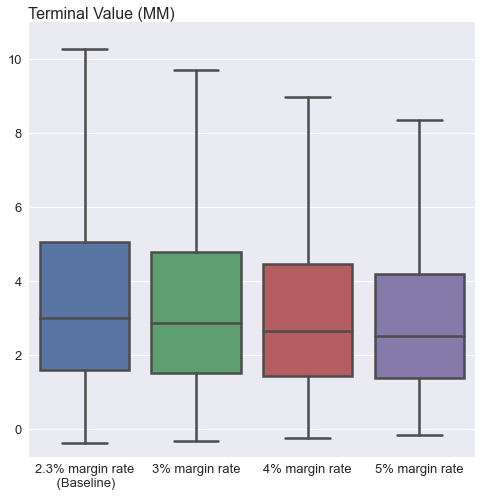 Terminal Value (MM)
10
8
6
4
2
0
2.3% margin rate
(Baseline)
3% margin rate
4% margin rate
5% margin rate